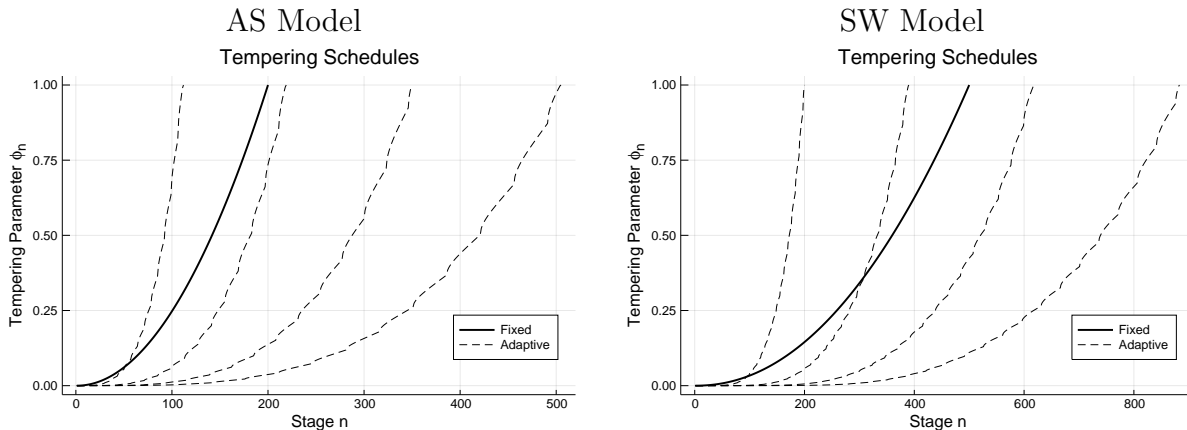 AS Model
Tempering Schedules
Tempering Parameter ϕn
1.00
0.75
0.50
0.25
0.00
0 100 200 300 400 500
Stage n
Fixed
Adaptive
SW Model
Tempering Schedules
Tempering Parameter ϕn
1.00
0.75
0.50
0.25
0.00
0 200 400 600 800
Stage n
Fixed
Adaptive